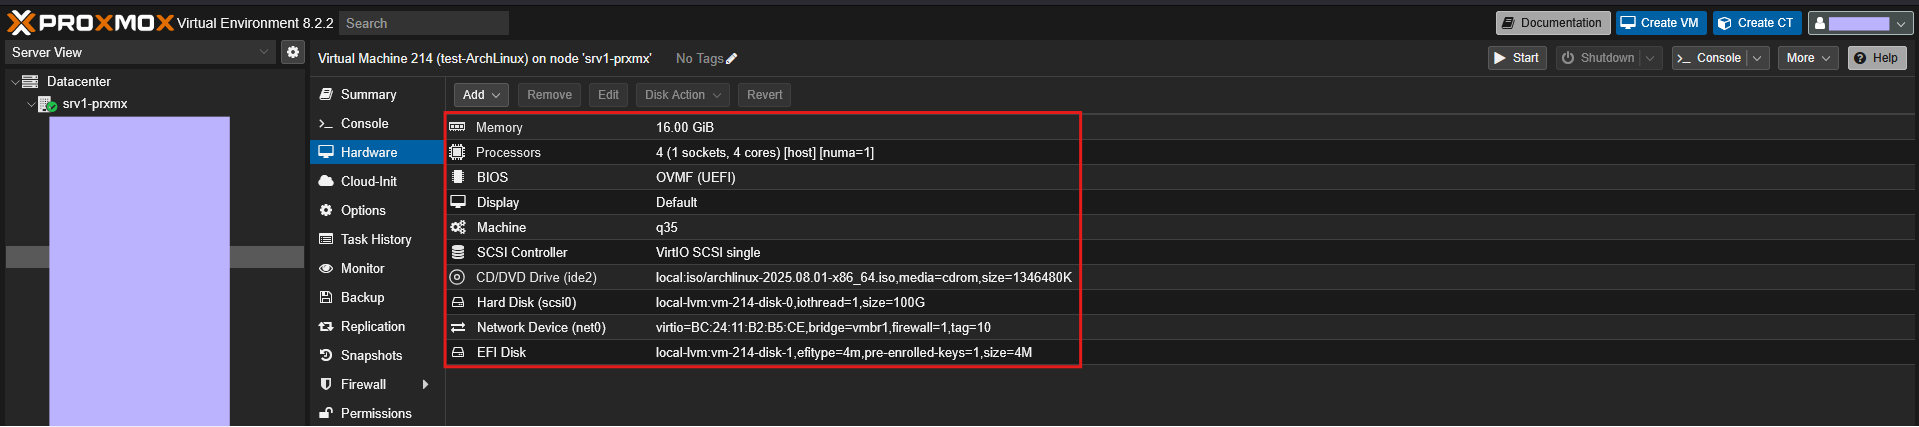 PROXMOX Virtual Environment 8.2.2 Search Documentation Create VM Create CT
Server View
Virtual Machine 214 (test-ArchLinux) on node 'srv1-prxmx' No Tags Start Shutdown Console More Help
Datacenter
srv1-prxmx
Summary
Console
Hardware
Cloud-Init
Options
Task History
Monitor
Backup
Replication
Snapshots
Firewall
Permissions
Add Remove Edit Disk Action Revert
Memory 16.00 GiB
Processors 4 (1 sockets, 4 cores) [host] [numa=1]
BIOS OVMF (UEFI)
Display Default
Machine q35
SCSI Controller VirtIO SCSI single
CD/DVD Drive (ide2) local:iso/archlinux-2025.08.01-x86_64.iso,media=cdrom,size=1346480K
Hard Disk (scsi0) local-lvm:vm-214-disk-0,iothread=1,size=100G
Network Device (net0) virtio=BC:24:11:B2:B5:CE,bridge=vmbr1,firewall=1,tag=10
EFI Disk local-lvm:vm-214-disk-1,efitype=4m,pre-enrolled-keys=1,size=4M